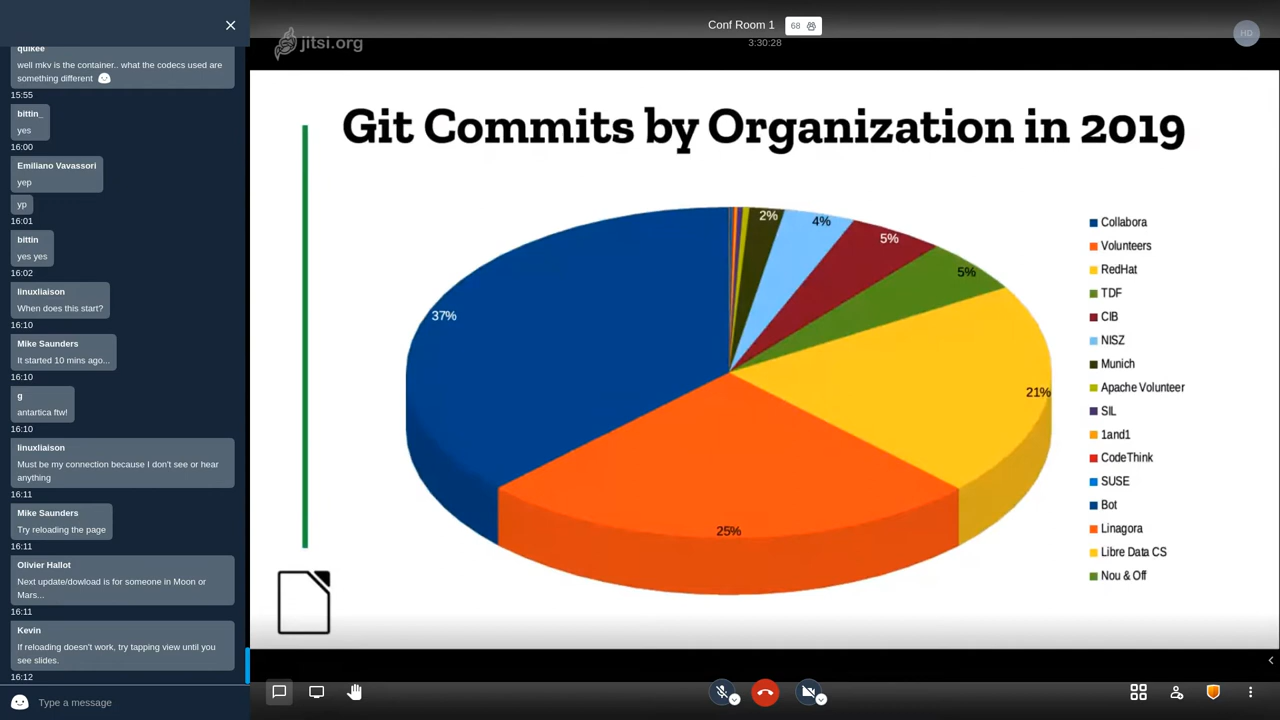 quikee
well mkv is the container.. what the codecs used are
something different
15:55
bittin_
yes
16:00
Emiliano Vavassori
yep
yp
16:01
bittin
yes yes
16:02
linuxliaison
When does this start?
16:10
Mike Saunders
It started 10 mins ago...
16:10
g
antartica ftw!
16:10
linuxliaison
Must be my connection because I don't see or hear
anything
16:11
Mike Saunders
Try reloading the page
16:11
Olivier Hallot
Next update/dowload is for someone in Moon or
Mars...
16:11
Kevin
If reloading doesn't work, try tapping view until you
see slides.
16:12
Type a message
jitsi.org
Conf Room 1
68
3:30:28
HD
Git Commits by Organization in 2019
2%
4%
5%
5%
37%
21%
25%
Collabora
Volunteers
RedHat
TDF
CIB
NISZ
Munich
Apache Volunteer
SIL
1and1
CodeThink
SUSE
Bot
Linagora
Libre Data CS
Nou & Off